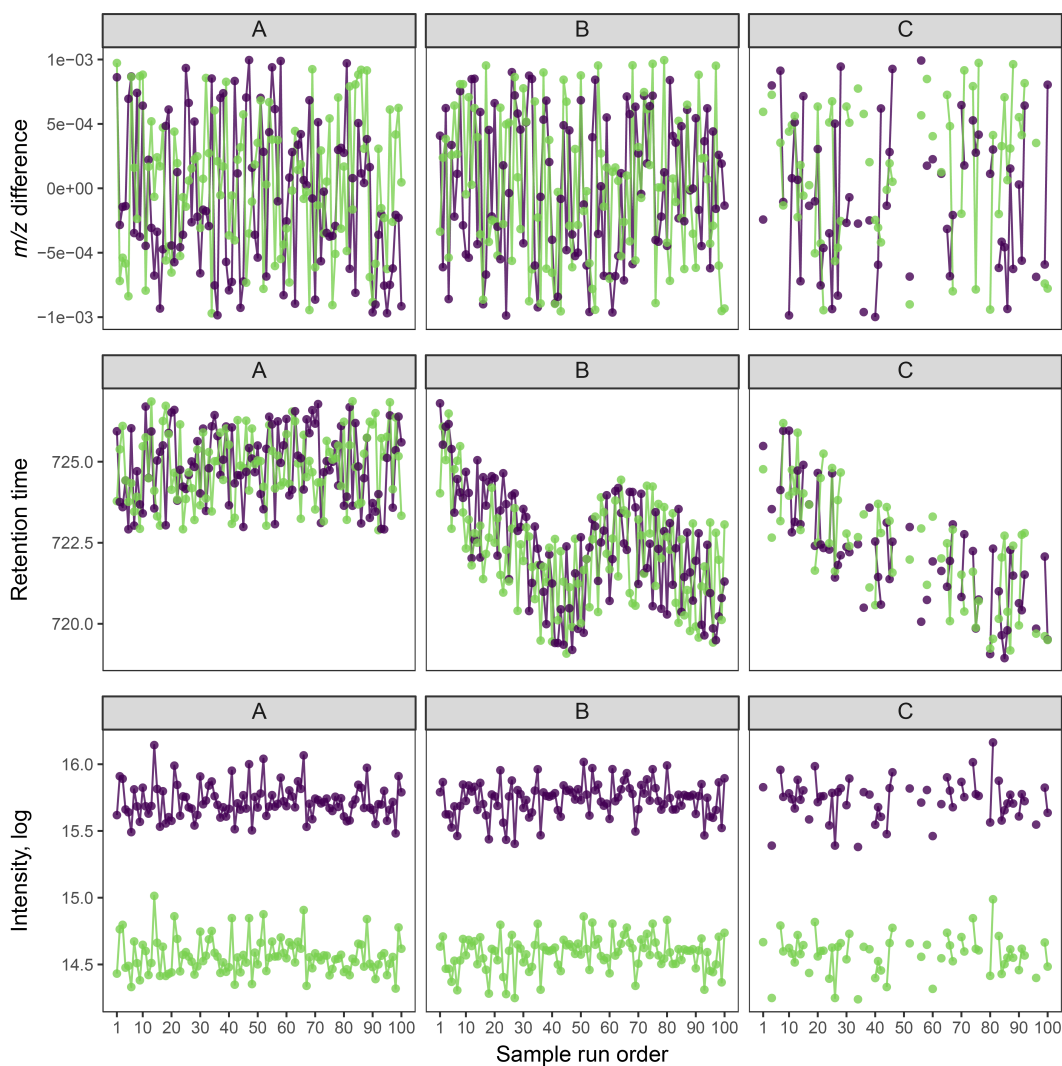 A B C
1e−03
5e−04
0e+00
−5e−04
−1e−03
m/z difference
A B C
725.0
722.5
720.0
Retention time
A B C
16.0
15.5
15.0
14.5
Intensity, log
1 10 20 30 40 50 60 70 80 90 100 1 10 20 30 40 50 60 70 80 90 100 1 10 20 30 40 50 60 70 80 90 100
Sample run order